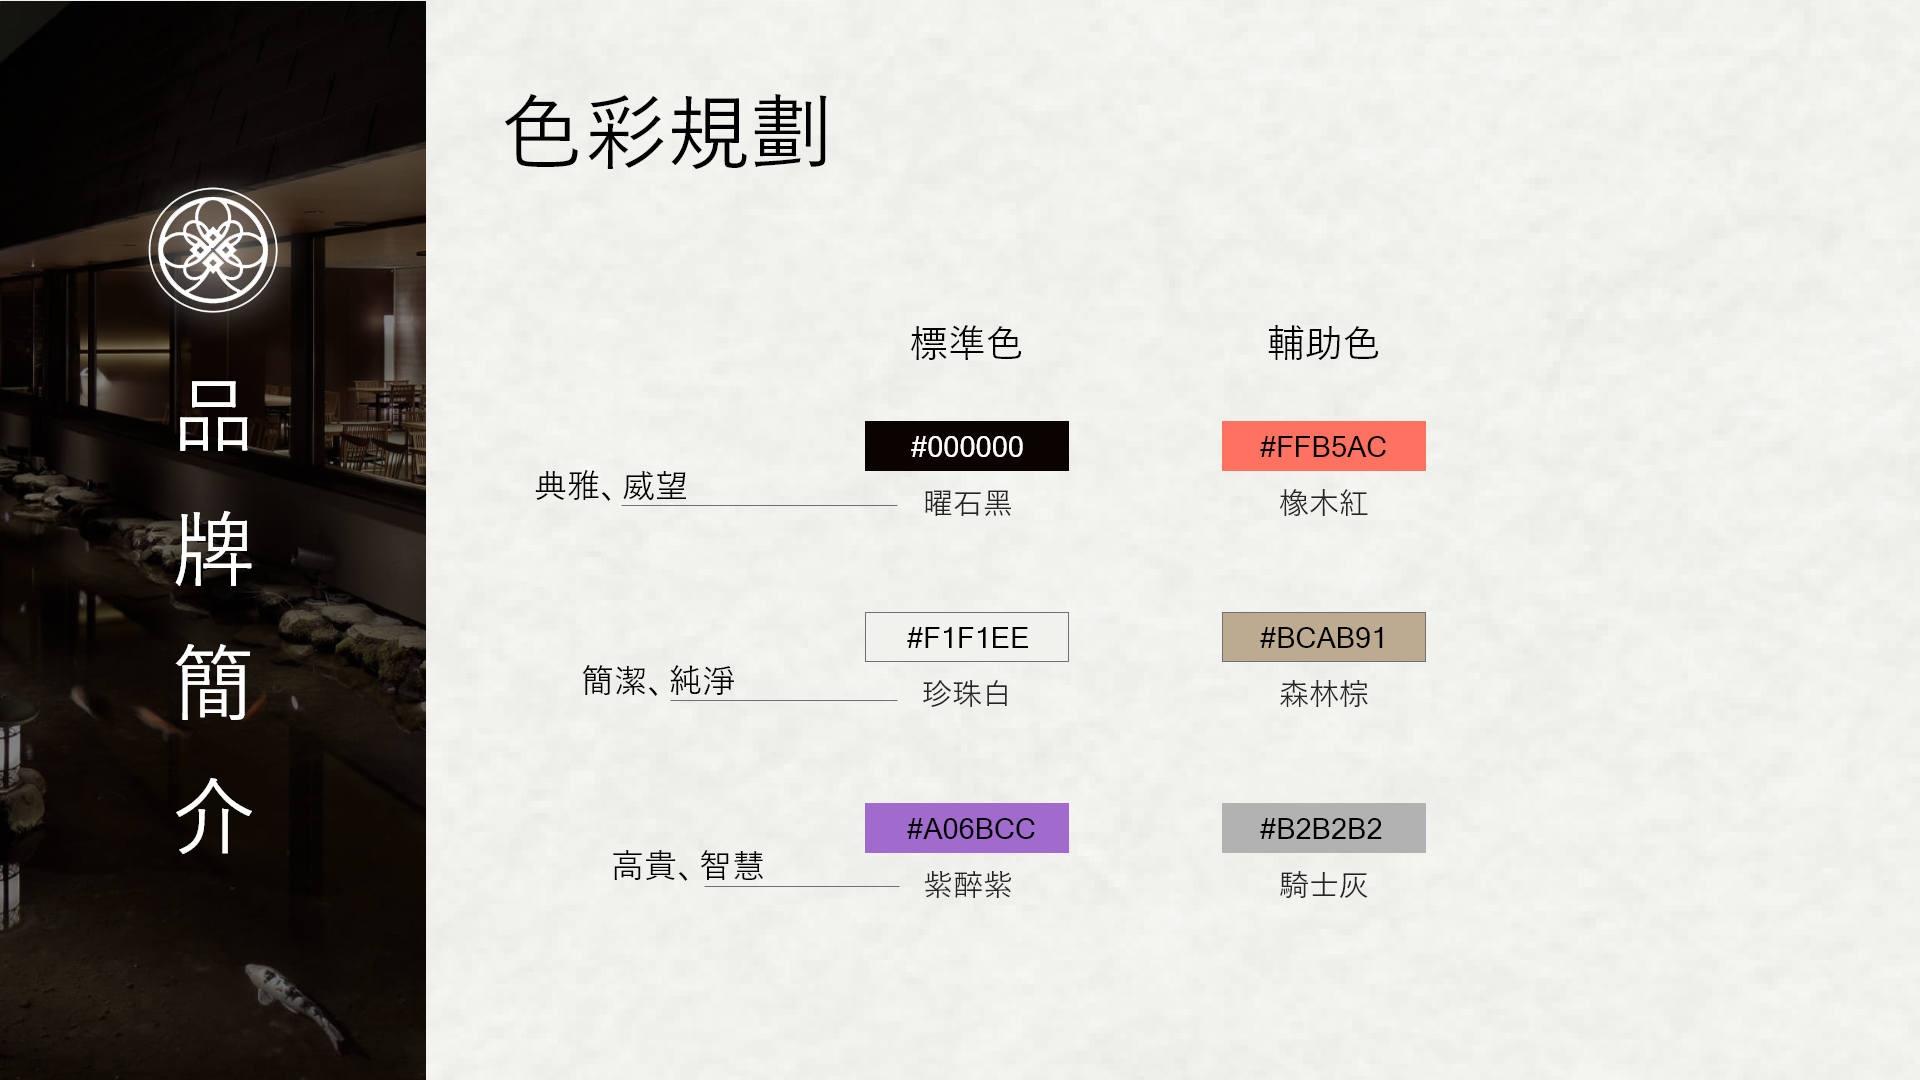 品牌簡介
色彩規劃
標準色
輔助色
典雅、威望
#000000
曜石黑
#FFB5AC
橡木紅
簡潔、純淨
#F1F1EE
珍珠白
#BCAB91
森林棕
高貴、智慧
#A06BCC
紫醉紫
#B2B2B2
騎士灰